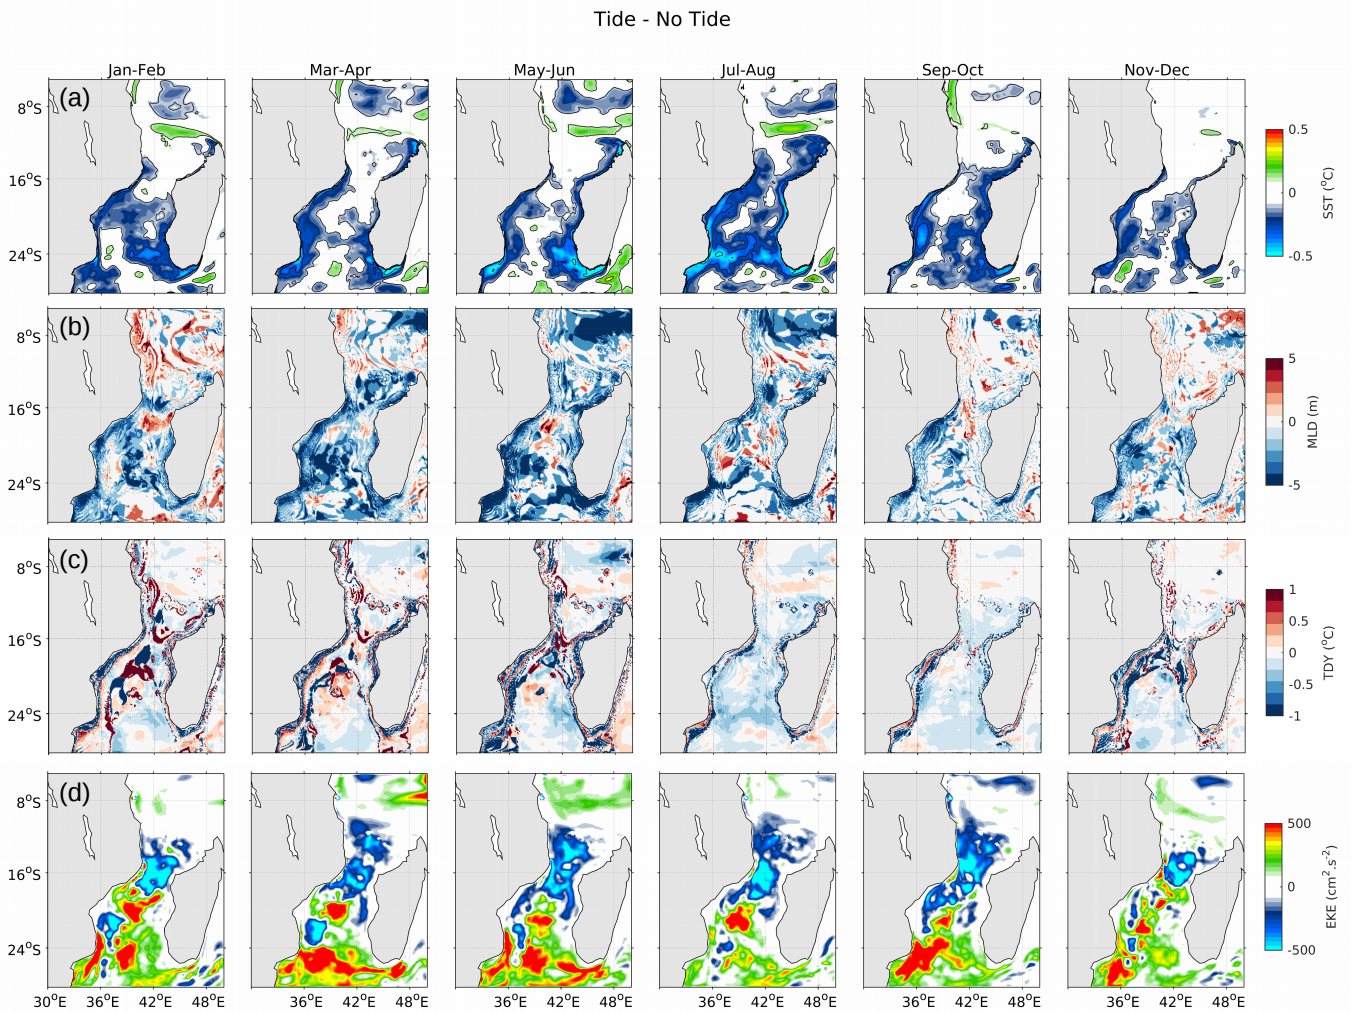 Tide - No Tide
Jan-Feb Mar-Apr May-Jun Jul-Aug Sep-Oct Nov-Dec
(a)
8°S
16°S
24°S
0.5
0
-0.5
SST (°C)
(b)
8°S
16°S
24°S
5
0
-5
MLD (m)
(c)
8°S
16°S
24°S
1
0.5
0
-0.5
-1
TDY (°C)
(d)
8°S
16°S
24°S
500
0
-500
EKE (cm².s⁻²)
30°E 36°E 42°E 48°E 36°E 42°E 48°E 36°E 42°E 48°E 36°E 42°E 48°E 36°E 42°E 48°E 36°E 42°E 48°E